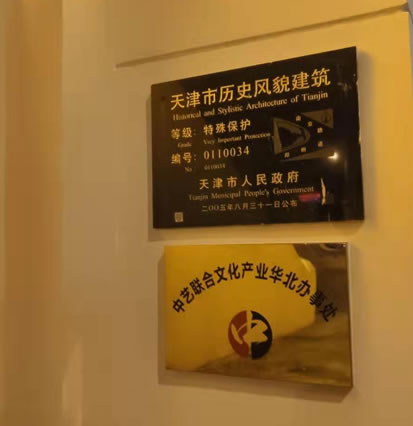 天津市历史风貌建筑
Historical and Stylistic Architecture of Tianjin
等级：特殊保护
Grade Very Important Protection
编号：0110034
No 0110034
天津市人民政府
Tianjin Municipal People's Government
二〇〇五年八月三十一日公布
中艺联合文化产业华北办事处